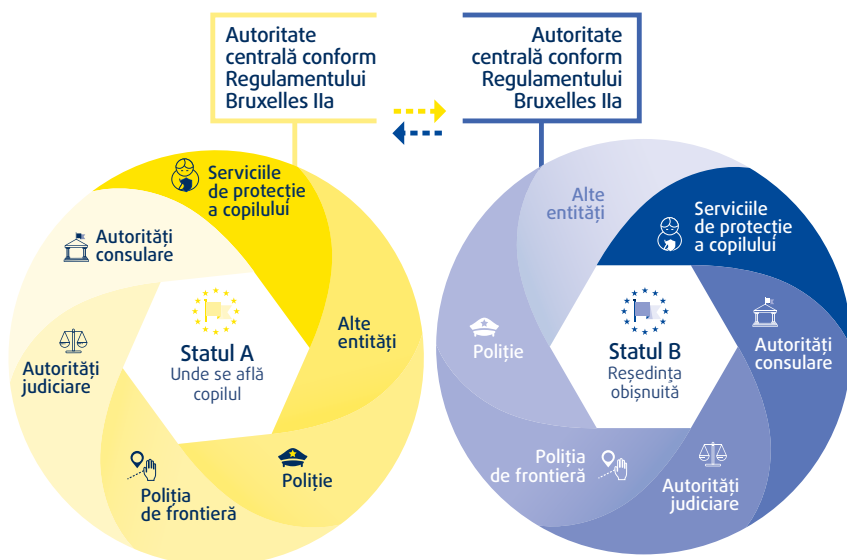 Autoritate
centrală conform
Regulamentului
Bruxelles IIa
Autoritate
centrală conform
Regulamentului
Bruxelles IIa
Serviciile
de protecție
a copilului
Autorități
consulare
Alte
entități
Statul A
Unde se află
copilul
Autorități
judiciare
Poliție
Poliția
de frontieră
Alte
entități
Serviciile
de protecție
a copilului
Poliție
Statul B
Reședința
obișnuită
Autorități
consulare
Poliția
de frontieră
Autorități
judiciare